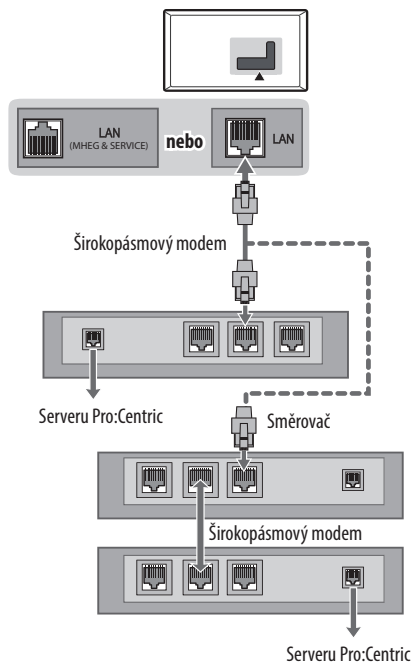 LAN
(MHEG & SERVICE)
nebo
LAN
Širokopásmový modem
Serveru Pro:Centric
Směrovač
Širokopásmový modem
Serveru Pro:Centric